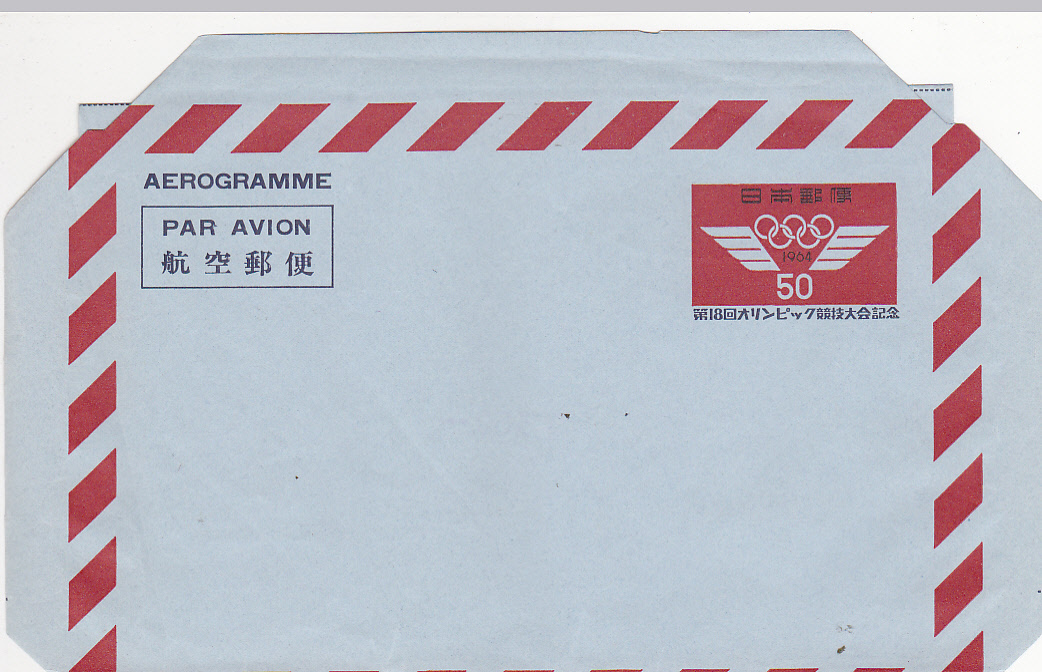 AEROGRAMME
PAR AVION
航空郵便
日本郵便
1964
50
第18回オリンピック競技大会記念